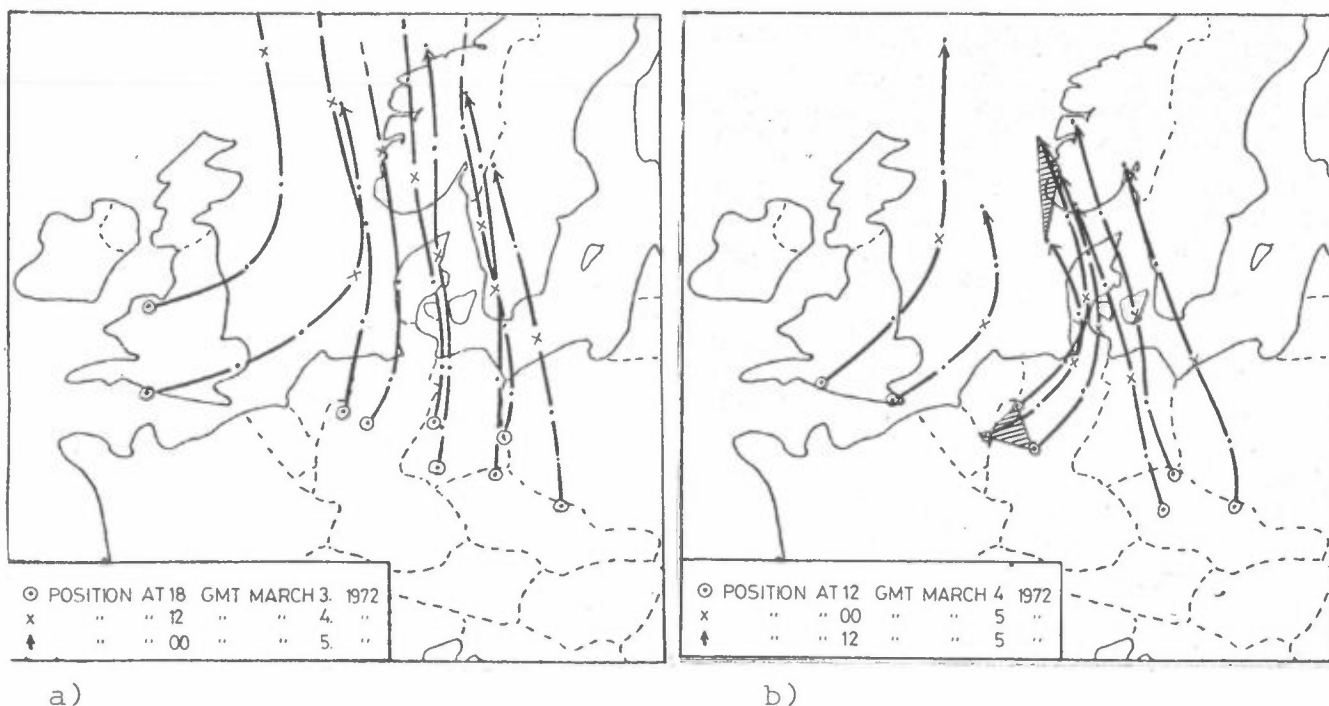 ⊙ POSITION AT 18 GMT MARCH 3. 1972
x " " 12 " " 4. "
↑ " " 00 " " 5. "
⊙ POSITION AT 12 GMT MARCH 4 1972
x " " 00 " " 5 "
↑ " " 12 " " 5 "
a)
b)